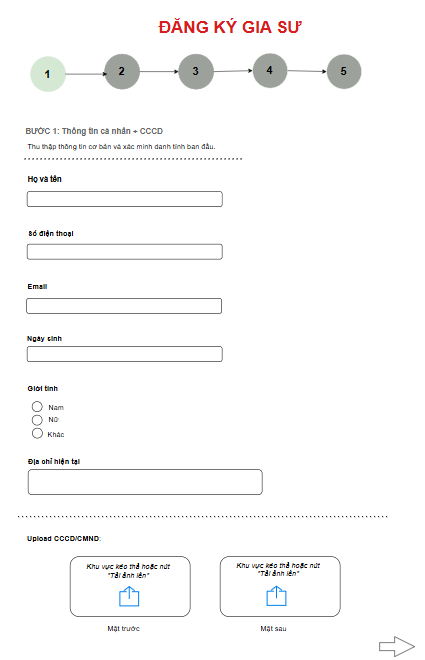 ĐĂNG KÝ GIA SƯ
1 2 3 4 5
BƯỚC 1: Thông tin cá nhân + CCCD
Thu thập thông tin cơ bản và xác minh danh tính ban đầu.
Họ và tên
Số điện thoại
Email
Ngày sinh
Giới tính
Nam
Nữ
Khác
Địa chỉ hiện tại
Upload CCCD/CMND:
Khu vực kéo thả hoặc nút
"Tải ảnh lên"
Khu vực kéo thả hoặc nút
"Tải ảnh lên"
Mặt trước
Mặt sau